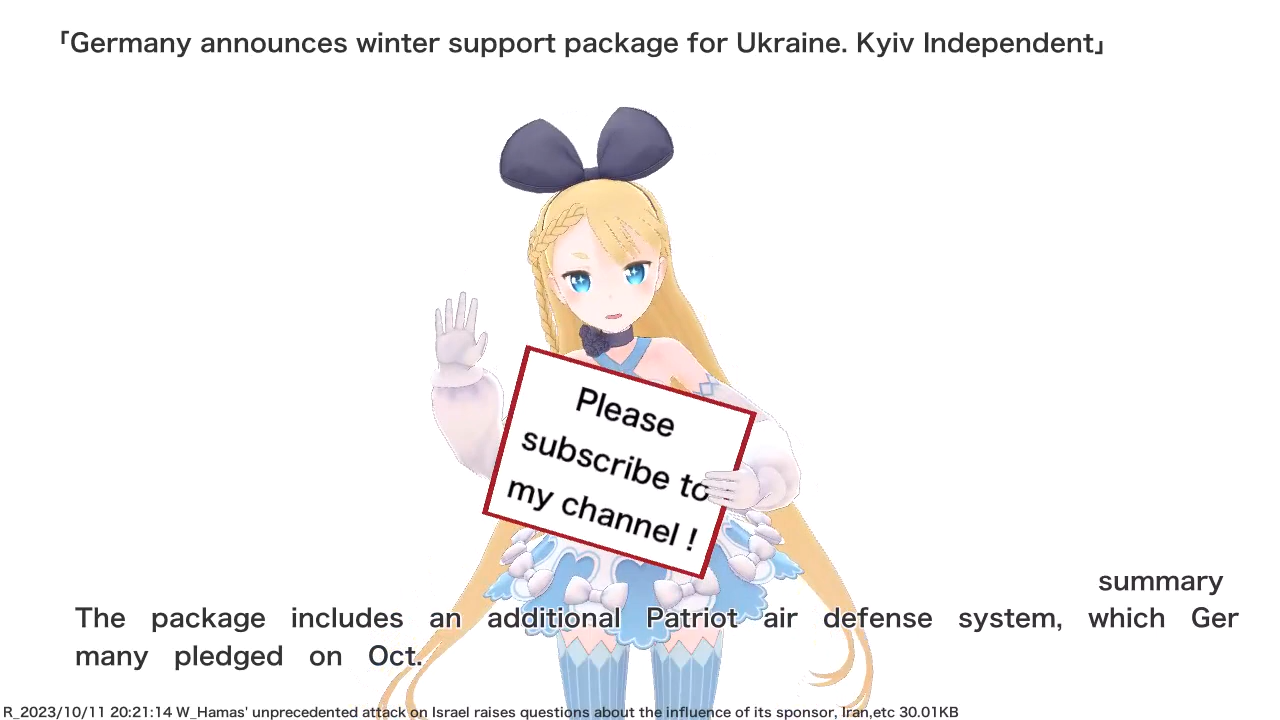 「Germany announces winter support package for Ukraine. Kyiv Independent」
Please
subscribe to
my channel !
summary
The package includes an additional Patriot air defense system, which Ger
many pledged on Oct.
R_2023/10/11 20:21:14 W_Hamas' unprecedented attack on Israel raises questions about the influence of its sponsor, Iran,etc 30.01KB